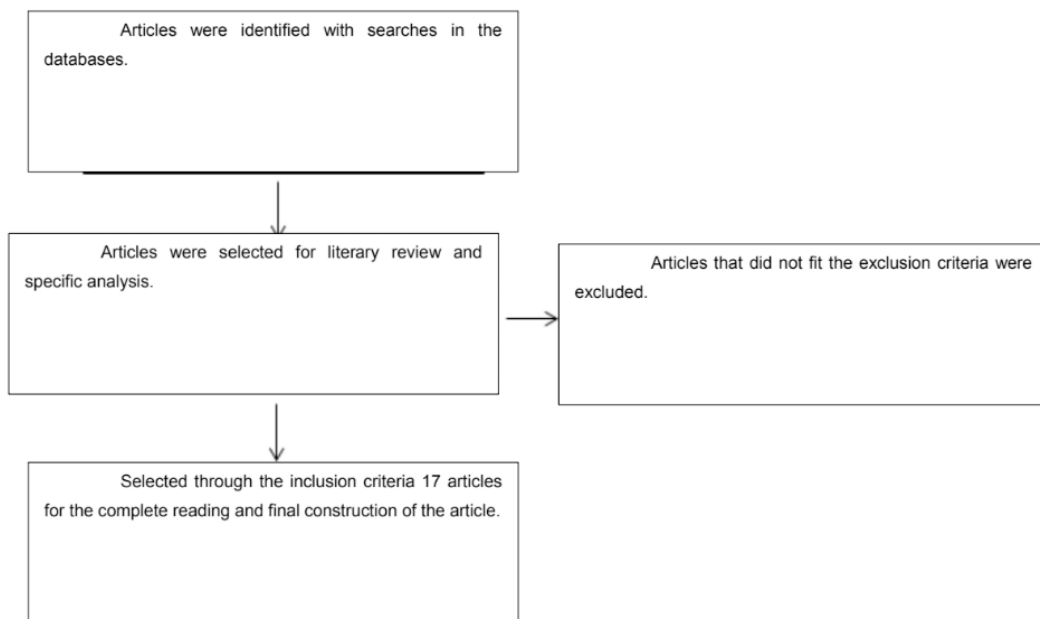 Articles were identified with searches in the
databases.
Articles were selected for literary review and
specific analysis.
Articles that did not fit the exclusion criteria were
excluded.
Selected through the inclusion criteria 17 articles
for the complete reading and final construction of the article.